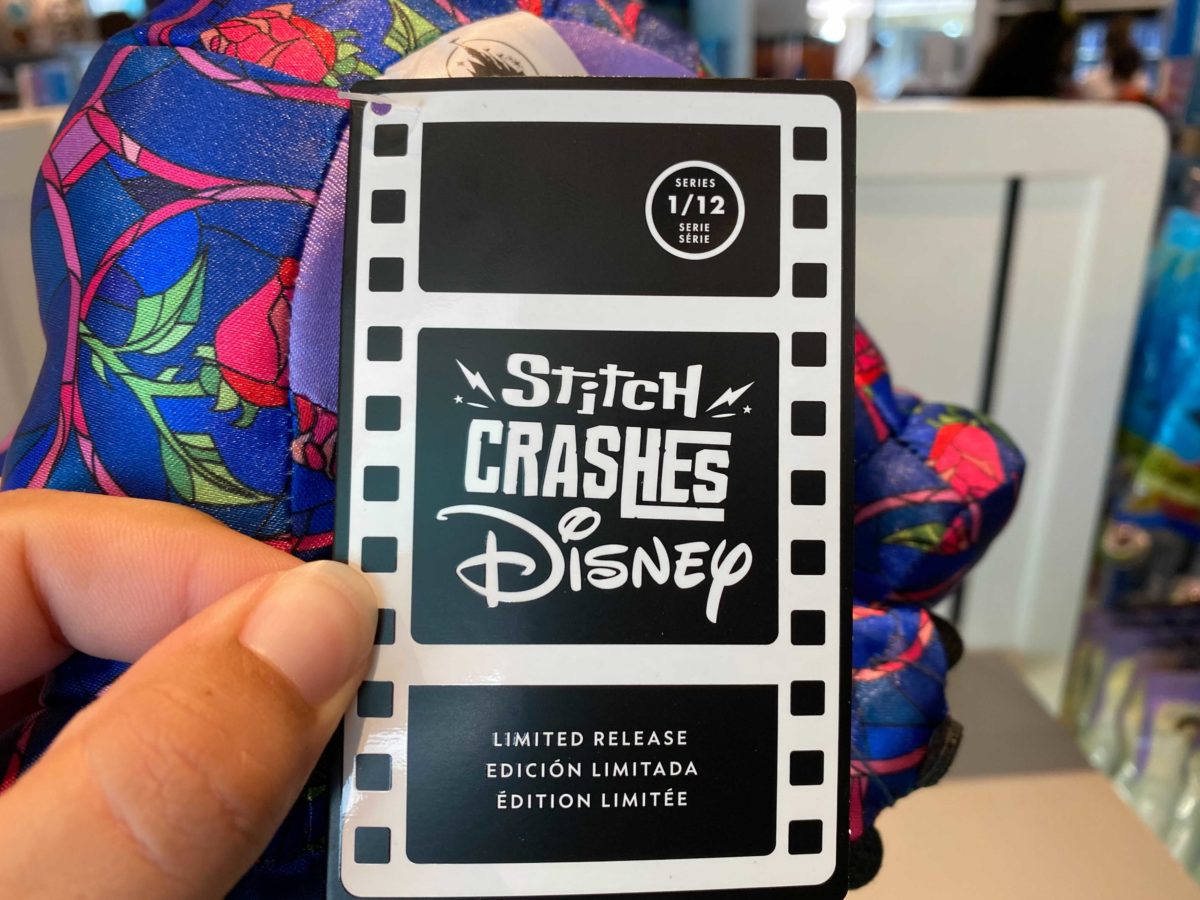 SERIES
1/12
SERIE
SÉRIE
Stitch
CRASHES
Disney
LIMITED RELEASE
EDICIÓN LIMITADA
ÉDITION LIMITÉE